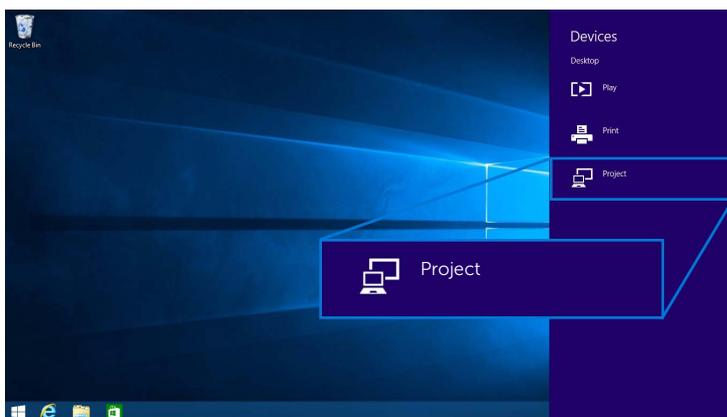 Recycle Bin
Devices
Desktop
Play
Print
Project
Project